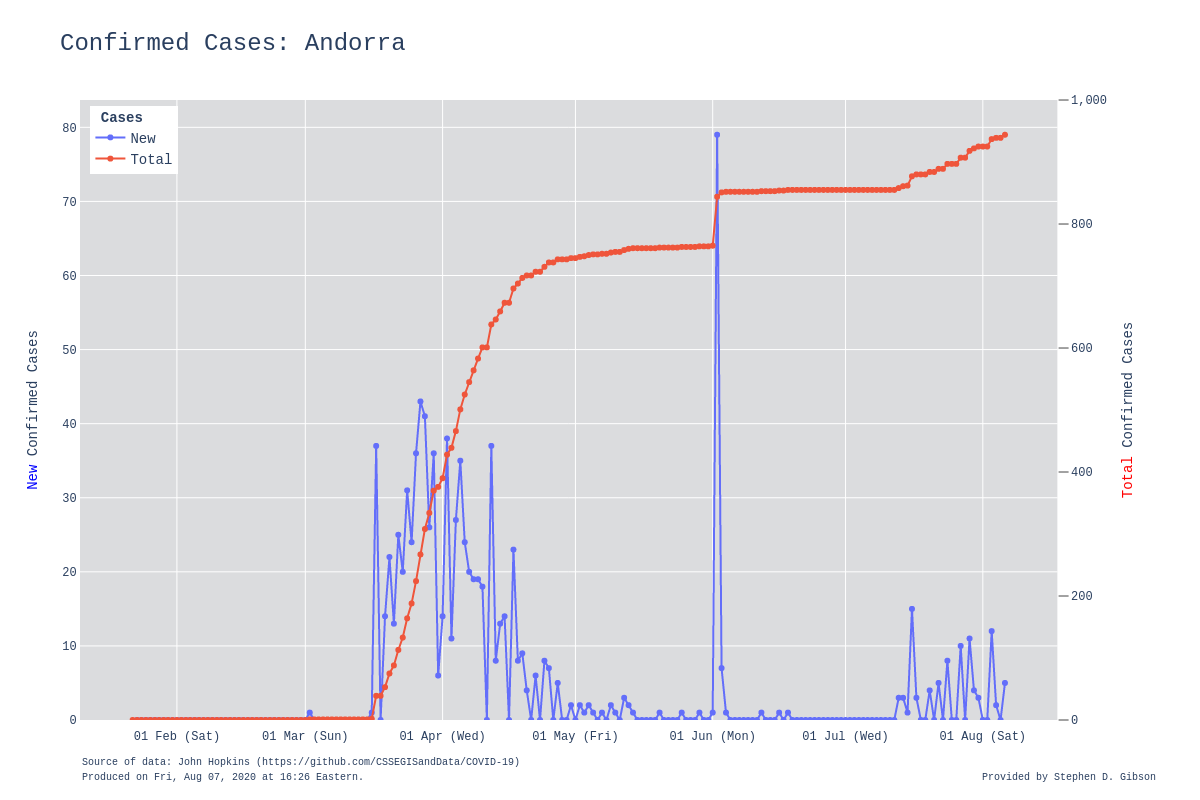 Confirmed Cases: Andorra
Cases
New
Total
80
70
60
50
40
30
20
10
0
1,000
800
600
400
200
0
New Confirmed Cases
Total Confirmed Cases
01 Feb (Sat)
01 Mar (Sun)
01 Apr (Wed)
01 May (Fri)
01 Jun (Mon)
01 Jul (Wed)
01 Aug (Sat)
Source of data: John Hopkins (https://github.com/CSSEGISandData/COVID-19)
Produced on Fri, Aug 07, 2020 at 16:26 Eastern.
Provided by Stephen D. Gibson